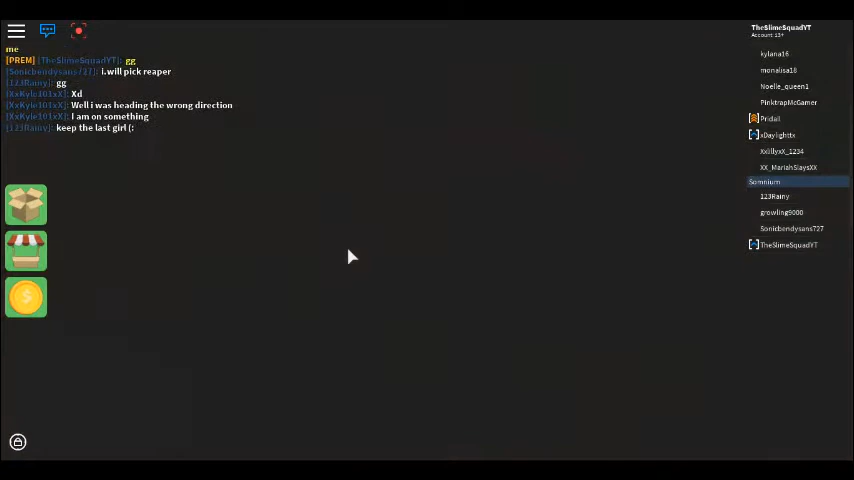 me
[PREM] [TheSlimeSquadYT]: gg
[Sonicbendysans727]: i.will pick reaper
[123Rainy]: gg
[XxKyle101xX]: Xd
[XxKyle101xX]: Well i was heading the wrong direction
[XxKyle101xX]: I am on something
[123Rainy]: keep the last girl (:
TheSlimeSquadYT
Account: 13+
kylana16
monalisa18
Noelle_queen1
PinktrapMcGamer
Pridall
xDaylighttx
XxlillyxX_1234
XX_MariahSlaysXX
Somnium
123Rainy
growling9000
Sonicbendysans727
TheSlimeSquadYT